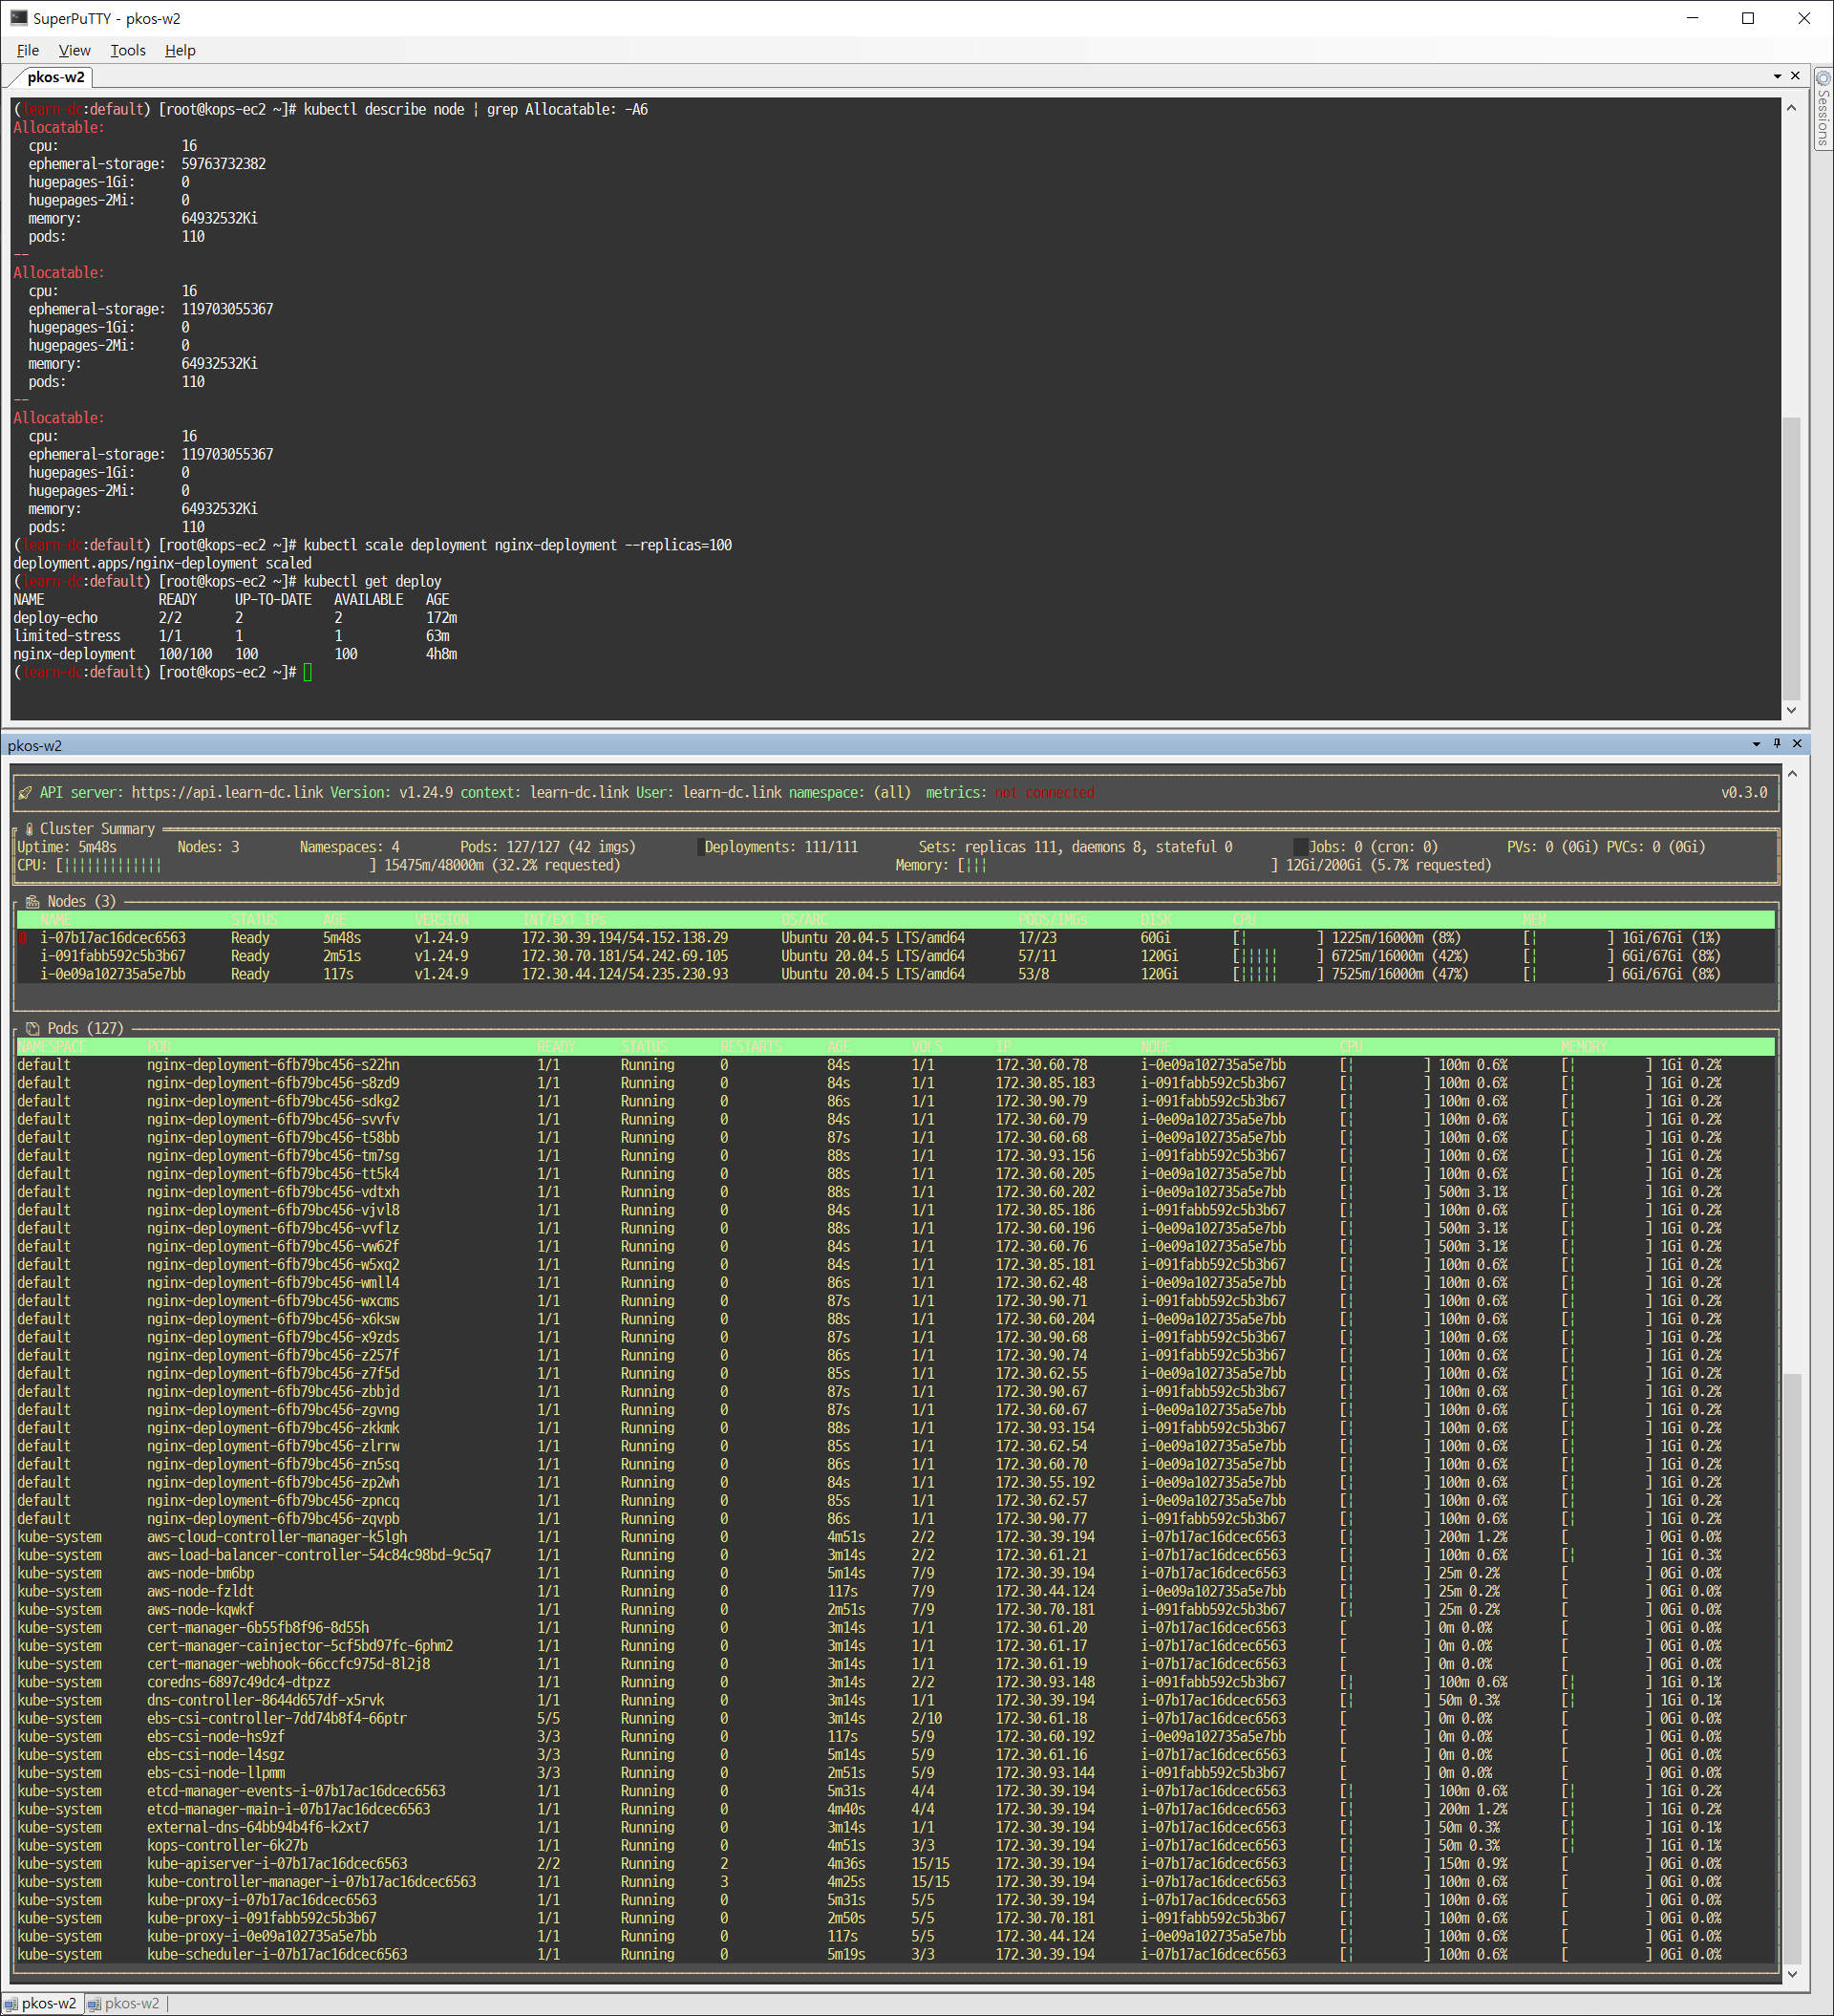 SuperPuTTY - pkos-w2
File View Tools Help
pkos-w2
Sessions
(learn-dc:default) [root@kops-ec2 ~]# kubectl describe node | grep Allocatable: -A6
Allocatable:
cpu: 16
ephemeral-storage: 59763732382
hugepages-1Gi: 0
hugepages-2Mi: 0
memory: 64932532Ki
pods: 110
--
Allocatable:
cpu: 16
ephemeral-storage: 119703055367
hugepages-1Gi: 0
hugepages-2Mi: 0
memory: 64932532Ki
pods: 110
--
Allocatable:
cpu: 16
ephemeral-storage: 119703055367
hugepages-1Gi: 0
hugepages-2Mi: 0
memory: 64932532Ki
pods: 110
(learn-dc:default) [root@kops-ec2 ~]# kubectl scale deployment nginx-deployment --replicas=100
deployment.apps/nginx-deployment scaled
(learn-dc:default) [root@kops-ec2 ~]# kubectl get deploy
NAME READY UP-TO-DATE AVAILABLE AGE
deploy-echo 2/2 2 2 172m
limited-stress 1/1 1 1 63m
nginx-deployment 100/100 100 100 4h8m
(learn-dc:default) [root@kops-ec2 ~]#
pkos-w2
API server: https://api.learn-dc.link Version: v1.24.9 context: learn-dc.link User: learn-dc.link namespace: (all) metrics: not connected v0.3.0
Cluster Summary
Uptime: 5m48s Nodes: 3 Namespaces: 4 Pods: 127/127 (42 imgs) Deployments: 111/111 Sets: replicas 111, daemons 8, stateful 0 Jobs: 0 (cron: 0) PVs: 0 (0Gi) PVCs: 0 (0Gi)
CPU: [¦¦¦¦¦¦¦¦¦¦¦¦¦ ] 15475m/48000m (32.2% requested) Memory: [¦¦¦ ] 12Gi/200Gi (5.7% requested)
Nodes (3)
NAME STATUS AGE VERSION INT/EXT IPs OS/ARC PODS/IMGs DISK CPU MEM
i-07b17ac16dcec6563 Ready 5m48s v1.24.9 172.30.39.194/54.152.138.29 Ubuntu 20.04.5 LTS/amd64 17/23 60Gi [¦ ] 1225m/16000m (8%) [¦ ] 1Gi/67Gi (1%)
i-091fabb592c5b3b67 Ready 2m51s v1.24.9 172.30.70.181/54.242.69.105 Ubuntu 20.04.5 LTS/amd64 57/11 120Gi [¦¦¦¦¦ ] 6725m/16000m (42%) [¦ ] 6Gi/67Gi (8%)
i-0e09a102735a5e7bb Ready 117s v1.24.9 172.30.44.124/54.235.230.93 Ubuntu 20.04.5 LTS/amd64 53/8 120Gi [¦¦¦¦¦ ] 7525m/16000m (47%) [¦ ] 6Gi/67Gi (8%)
Pods (127)
NAMESPACE POD READY STATUS RESTARTS AGE VOLS IP NODE CPU MEMORY
default nginx-deployment-6fb79bc456-s22hn 1/1 Running 0 84s 1/1 172.30.60.78 i-0e09a102735a5e7bb [¦ ] 100m 0.6% [¦ ] 1Gi 0.2%
default nginx-deployment-6fb79bc456-s8zd9 1/1 Running 0 84s 1/1 172.30.85.183 i-091fabb592c5b3b67 [¦ ] 100m 0.6% [¦ ] 1Gi 0.2%
default nginx-deployment-6fb79bc456-sdkg2 1/1 Running 0 86s 1/1 172.30.90.79 i-091fabb592c5b3b67 [¦ ] 100m 0.6% [¦ ] 1Gi 0.2%
default nginx-deployment-6fb79bc456-svvfv 1/1 Running 0 84s 1/1 172.30.60.79 i-0e09a102735a5e7bb [¦ ] 100m 0.6% [¦ ] 1Gi 0.2%
default nginx-deployment-6fb79bc456-t58bb 1/1 Running 0 87s 1/1 172.30.60.68 i-0e09a102735a5e7bb [¦ ] 100m 0.6% [¦ ] 1Gi 0.2%
default nginx-deployment-6fb79bc456-tm7sg 1/1 Running 0 88s 1/1 172.30.93.156 i-091fabb592c5b3b67 [¦ ] 100m 0.6% [¦ ] 1Gi 0.2%
default nginx-deployment-6fb79bc456-tt5k4 1/1 Running 0 88s 1/1 172.30.60.205 i-0e09a102735a5e7bb [¦ ] 100m 0.6% [¦ ] 1Gi 0.2%
default nginx-deployment-6fb79bc456-vdtxh 1/1 Running 0 88s 1/1 172.30.60.202 i-0e09a102735a5e7bb [¦ ] 500m 3.1% [¦ ] 1Gi 0.2%
default nginx-deployment-6fb79bc456-vjvl8 1/1 Running 0 84s 1/1 172.30.85.186 i-091fabb592c5b3b67 [¦ ] 100m 0.6% [¦ ] 1Gi 0.2%
default nginx-deployment-6fb79bc456-vvflz 1/1 Running 0 88s 1/1 172.30.60.196 i-0e09a102735a5e7bb [¦ ] 500m 3.1% [¦ ] 1Gi 0.2%
default nginx-deployment-6fb79bc456-vw62f 1/1 Running 0 84s 1/1 172.30.60.76 i-0e09a102735a5e7bb [¦ ] 500m 3.1% [¦ ] 1Gi 0.2%
default nginx-deployment-6fb79bc456-w5xq2 1/1 Running 0 84s 1/1 172.30.85.181 i-091fabb592c5b3b67 [¦ ] 100m 0.6% [¦ ] 1Gi 0.2%
default nginx-deployment-6fb79bc456-wmll4 1/1 Running 0 86s 1/1 172.30.62.48 i-0e09a102735a5e7bb [¦ ] 100m 0.6% [¦ ] 1Gi 0.2%
default nginx-deployment-6fb79bc456-wxcms 1/1 Running 0 87s 1/1 172.30.90.71 i-091fabb592c5b3b67 [¦ ] 100m 0.6% [¦ ] 1Gi 0.2%
default nginx-deployment-6fb79bc456-x6ksw 1/1 Running 0 88s 1/1 172.30.60.204 i-0e09a102735a5e7bb [¦ ] 100m 0.6% [¦ ] 1Gi 0.2%
default nginx-deployment-6fb79bc456-x9zds 1/1 Running 0 87s 1/1 172.30.90.68 i-091fabb592c5b3b67 [¦ ] 100m 0.6% [¦ ] 1Gi 0.2%
default nginx-deployment-6fb79bc456-z257f 1/1 Running 0 86s 1/1 172.30.90.74 i-091fabb592c5b3b67 [¦ ] 100m 0.6% [¦ ] 1Gi 0.2%
default nginx-deployment-6fb79bc456-z7f5d 1/1 Running 0 85s 1/1 172.30.62.55 i-0e09a102735a5e7bb [¦ ] 100m 0.6% [¦ ] 1Gi 0.2%
default nginx-deployment-6fb79bc456-zbbjd 1/1 Running 0 87s 1/1 172.30.90.67 i-091fabb592c5b3b67 [¦ ] 100m 0.6% [¦ ] 1Gi 0.2%
default nginx-deployment-6fb79bc456-zgvng 1/1 Running 0 87s 1/1 172.30.60.67 i-0e09a102735a5e7bb [¦ ] 100m 0.6% [¦ ] 1Gi 0.2%
default nginx-deployment-6fb79bc456-zkkmk 1/1 Running 0 88s 1/1 172.30.93.154 i-091fabb592c5b3b67 [¦ ] 100m 0.6% [¦ ] 1Gi 0.2%
default nginx-deployment-6fb79bc456-zlrrw 1/1 Running 0 85s 1/1 172.30.62.54 i-0e09a102735a5e7bb [¦ ] 100m 0.6% [¦ ] 1Gi 0.2%
default nginx-deployment-6fb79bc456-zn5sq 1/1 Running 0 86s 1/1 172.30.60.70 i-0e09a102735a5e7bb [¦ ] 100m 0.6% [¦ ] 1Gi 0.2%
default nginx-deployment-6fb79bc456-zp2wh 1/1 Running 0 84s 1/1 172.30.55.192 i-0e09a102735a5e7bb [¦ ] 100m 0.6% [¦ ] 1Gi 0.2%
default nginx-deployment-6fb79bc456-zpncq 1/1 Running 0 85s 1/1 172.30.62.57 i-0e09a102735a5e7bb [¦ ] 100m 0.6% [¦ ] 1Gi 0.2%
default nginx-deployment-6fb79bc456-zqvpb 1/1 Running 0 86s 1/1 172.30.90.77 i-091fabb592c5b3b67 [¦ ] 100m 0.6% [¦ ] 1Gi 0.2%
kube-system aws-cloud-controller-manager-k5lgh 1/1 Running 0 4m51s 2/2 172.30.39.194 i-07b17ac16dcec6563 [¦ ] 200m 1.2% [ ] 0Gi 0.0%
kube-system aws-load-balancer-controller-54c84c98bd-9c5q7 1/1 Running 0 3m14s 2/2 172.30.61.21 i-07b17ac16dcec6563 [¦ ] 100m 0.6% [¦ ] 1Gi 0.3%
kube-system aws-node-bm6bp 1/1 Running 0 5m14s 7/9 172.30.39.194 i-07b17ac16dcec6563 [¦ ] 25m 0.2% [ ] 0Gi 0.0%
kube-system aws-node-fzldt 1/1 Running 0 117s 7/9 172.30.44.124 i-0e09a102735a5e7bb [¦ ] 25m 0.2% [ ] 0Gi 0.0%
kube-system aws-node-kqwkf 1/1 Running 0 2m51s 7/9 172.30.70.181 i-091fabb592c5b3b67 [¦ ] 25m 0.2% [ ] 0Gi 0.0%
kube-system cert-manager-6b55fb8f96-8d55h 1/1 Running 0 3m14s 1/1 172.30.61.20 i-07b17ac16dcec6563 [ ] 0m 0.0% [ ] 0Gi 0.0%
kube-system cert-manager-cainjector-5cf5bd97fc-6phm2 1/1 Running 0 3m14s 1/1 172.30.61.17 i-07b17ac16dcec6563 [ ] 0m 0.0% [ ] 0Gi 0.0%
kube-system cert-manager-webhook-66ccfc975d-8l2j8 1/1 Running 0 3m14s 1/1 172.30.61.19 i-07b17ac16dcec6563 [ ] 0m 0.0% [ ] 0Gi 0.0%
kube-system coredns-6897c49dc4-dtpzz 1/1 Running 0 3m14s 2/2 172.30.93.148 i-091fabb592c5b3b67 [¦ ] 100m 0.6% [¦ ] 1Gi 0.1%
kube-system dns-controller-8644d657df-x5rvk 1/1 Running 0 3m14s 1/1 172.30.39.194 i-07b17ac16dcec6563 [¦ ] 50m 0.3% [¦ ] 1Gi 0.1%
kube-system ebs-csi-controller-7dd74b8f4-66ptr 5/5 Running 0 3m14s 2/10 172.30.61.18 i-07b17ac16dcec6563 [ ] 0m 0.0% [ ] 0Gi 0.0%
kube-system ebs-csi-node-hs9zf 3/3 Running 0 117s 5/9 172.30.60.192 i-0e09a102735a5e7bb [ ] 0m 0.0% [ ] 0Gi 0.0%
kube-system ebs-csi-node-l4sgz 3/3 Running 0 5m14s 5/9 172.30.61.16 i-07b17ac16dcec6563 [ ] 0m 0.0% [ ] 0Gi 0.0%
kube-system ebs-csi-node-llpmm 3/3 Running 0 2m51s 5/9 172.30.93.144 i-091fabb592c5b3b67 [ ] 0m 0.0% [ ] 0Gi 0.0%
kube-system etcd-manager-events-i-07b17ac16dcec6563 1/1 Running 0 5m31s 4/4 172.30.39.194 i-07b17ac16dcec6563 [¦ ] 100m 0.6% [¦ ] 1Gi 0.2%
kube-system etcd-manager-main-i-07b17ac16dcec6563 1/1 Running 0 4m40s 4/4 172.30.39.194 i-07b17ac16dcec6563 [¦ ] 200m 1.2% [¦ ] 1Gi 0.2%
kube-system external-dns-64bb94b4f6-k2xt7 1/1 Running 0 3m14s 1/1 172.30.39.194 i-07b17ac16dcec6563 [¦ ] 50m 0.3% [¦ ] 1Gi 0.1%
kube-system kops-controller-6k27b 1/1 Running 0 4m51s 3/3 172.30.39.194 i-07b17ac16dcec6563 [¦ ] 50m 0.3% [¦ ] 1Gi 0.1%
kube-system kube-apiserver-i-07b17ac16dcec6563 2/2 Running 2 4m36s 15/15 172.30.39.194 i-07b17ac16dcec6563 [¦ ] 150m 0.9% [ ] 0Gi 0.0%
kube-system kube-controller-manager-i-07b17ac16dcec6563 1/1 Running 3 4m25s 15/15 172.30.39.194 i-07b17ac16dcec6563 [¦ ] 100m 0.6% [ ] 0Gi 0.0%
kube-system kube-proxy-i-07b17ac16dcec6563 1/1 Running 0 5m31s 5/5 172.30.39.194 i-07b17ac16dcec6563 [¦ ] 100m 0.6% [ ] 0Gi 0.0%
kube-system kube-proxy-i-091fabb592c5b3b67 1/1 Running 0 2m50s 5/5 172.30.70.181 i-091fabb592c5b3b67 [¦ ] 100m 0.6% [ ] 0Gi 0.0%
kube-system kube-proxy-i-0e09a102735a5e7bb 1/1 Running 0 117s 5/5 172.30.44.124 i-0e09a102735a5e7bb [¦ ] 100m 0.6% [ ] 0Gi 0.0%
kube-system kube-scheduler-i-07b17ac16dcec6563 1/1 Running 0 5m19s 3/3 172.30.39.194 i-07b17ac16dcec6563 [¦ ] 100m 0.6% [ ] 0Gi 0.0%
pkos-w2 pkos-w2